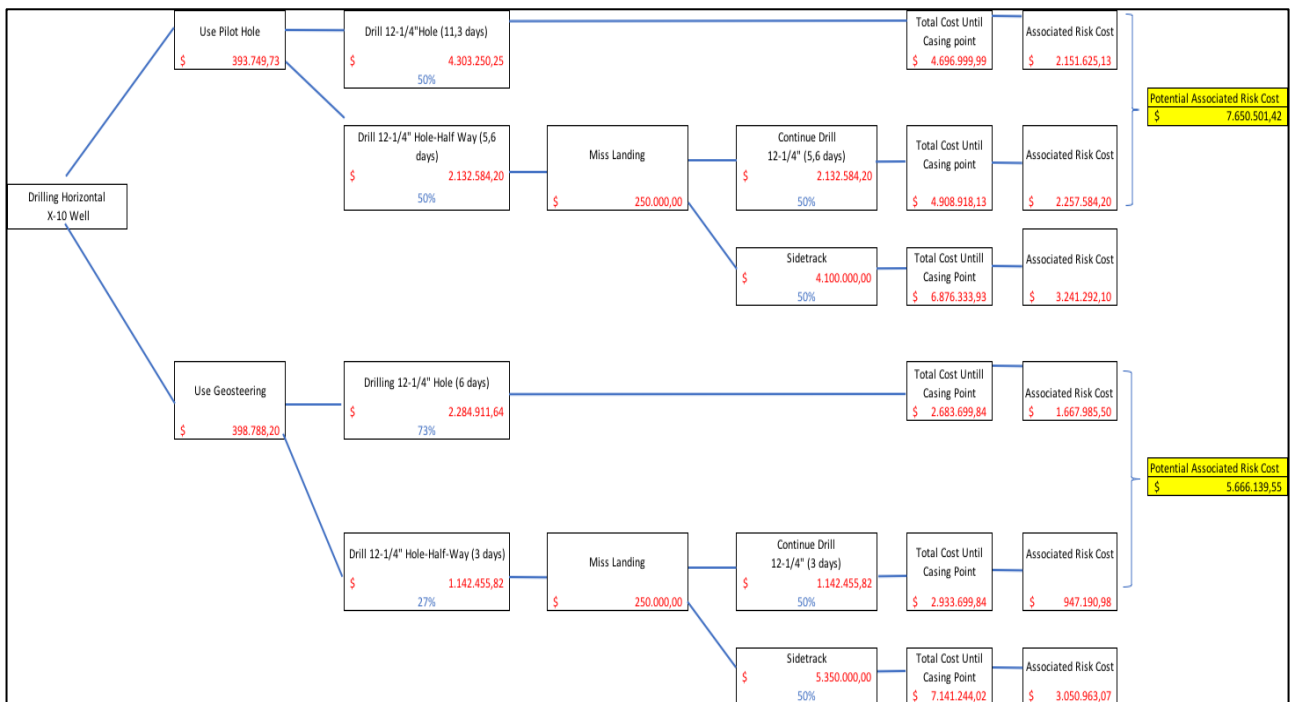 Use Pilot Hole
$ 393.749,73
Drill 12-1/4"Hole (11,3 days)
$ 4.303.250,25
50%
Total Cost Until
Casing point
$ 4.696.999,99
Associated Risk Cost
$ 2.151.625,13
Potential Associated Risk Cost
$ 7.650.501,42
Drill 12-1/4" Hole-Half Way (5,6
days)
$ 2.132.584,20
50%
Miss Landing
$ 250.000,00
Continue Drill
12-1/4" (5,6 days)
$ 2.132.584,20
50%
Total Cost Until
Casing point
$ 4.908.918,13
Associated Risk Cost
$ 2.257.584,20
Drilling Horizontal
X-10 Well
Sidetrack
$ 4.100.000,00
50%
Total Cost Untill
Casing Point
$ 6.876.333,93
Associated Risk Cost
$ 3.241.292,10
Use Geosteering
$ 398.788,20
Drilling 12-1/4" Hole (6 days)
$ 2.284.911,64
73%
Total Cost Untill
Casing Point
$ 2.683.699,84
Associated Risk Cost
$ 1.667.985,50
Potential Associated Risk Cost
$ 5.666.139,55
Drill 12-1/4" Hole-Half-Way (3 days)
$ 1.142.455,82
27%
Miss Landing
$ 250.000,00
Continue Drill
12-1/4" (3 days)
$ 1.142.455,82
50%
Total Cost Until
Casing Point
$ 2.933.699,84
Associated Risk Cost
$ 947.190,98
Sidetrack
$ 5.350.000,00
50%
Total Cost Until
Casing Point
$ 7.141.244,02
Associated Risk Cost
$ 3.050.963,07